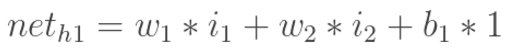 net_{h1} = w_1 * i_1 + w_2 * i_2 + b_1 * 1